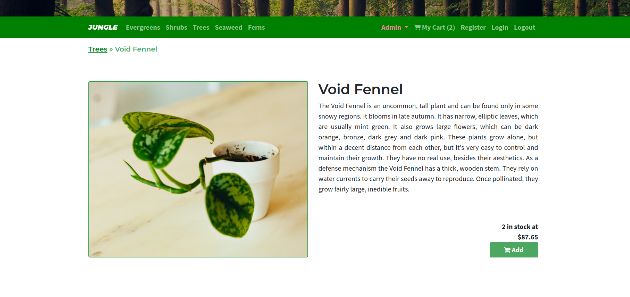 JUNGLE Evergreens Shrubs Trees Seaweed Ferns Admin My Cart (2) Register Login Logout
Trees » Void Fennel
Void Fennel
The Void Fennel is an uncommon, tall plant and can be found only in some
snowy regions. It blooms in late autumn. It has narrow, elliptic leaves, which
are usually mint green. It also grows large flowers, which can be dark
orange, bronze, dark grey and dark pink. These plants grow alone, but
within a decent distance from each other, but it's very easy to control and
maintain their growth. They have no real use, besides their aesthetics. As a
defense mechanism the Void Fennel has a thick, wooden stem. They rely on
water currents to carry their seeds away to reproduce. Once pollinated, they
grow fairly large, inedible fruits.
2 in stock at
$87.65
Add